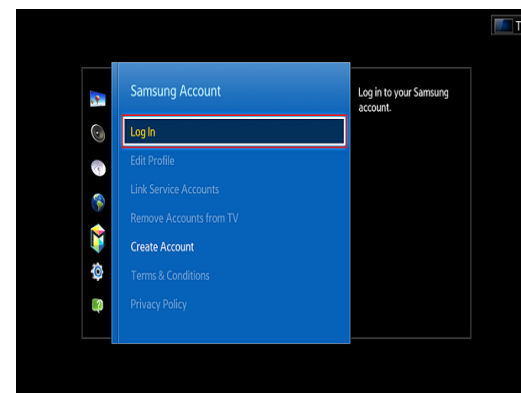 T
Samsung Account
Log In
Edit Profile
Link Service Accounts
Remove Accounts from TV
Create Account
Terms & Conditions
Privacy Policy
Log in to your Samsung
account.